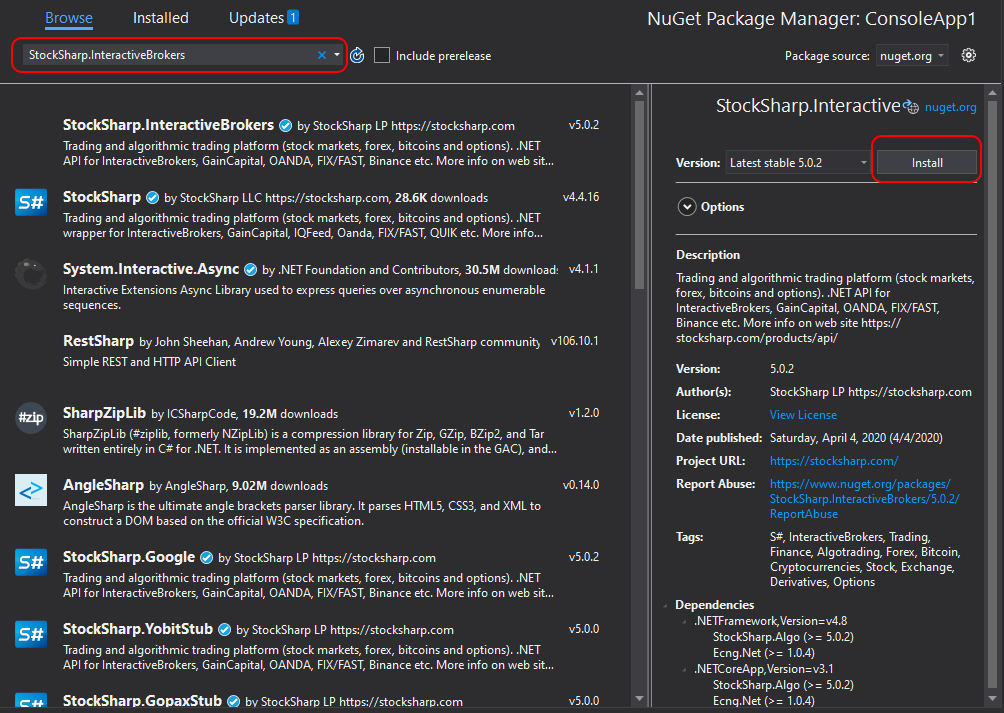 Browse Installed Updates 1
NuGet Package Manager: ConsoleApp1
StockSharp.InteractiveBrokers
Include prerelease
Package source: nuget.org
StockSharp.InteractiveBrokers by StockSharp LP https://stocksharp.com v5.0.2
Trading and algorithmic trading platform (stock markets, forex, bitcoins and options). .NET
API for InteractiveBrokers, GainCapital, OANDA, FIX/FAST, Binance etc. More info on web sit...
S#
StockSharp by StockSharp LLC https://stocksharp.com, 28.6K downloads v4.4.16
Trading and algorithmic trading platform (stock markets, forex, bitcoins and options). .NET
wrapper for InteractiveBrokers, GainCapital, IQFeed, Oanda, FIX/FAST, QUIK etc. More info...
System.Interactive.Async by .NET Foundation and Contributors, 30.5M downloads v4.1.1
Interactive Extensions Async Library used to express queries over asynchronous enumerable
sequences.
RestSharp by John Sheehan, Andrew Young, Alexey Zimarev and RestSharp community v106.10.1
Simple REST and HTTP API Client
#zip
SharpZipLib by ICSharpCode, 19.2M downloads v1.2.0
SharpZipLib (#ziplib, formerly NZipLib) is a compression library for Zip, GZip, BZip2, and Tar
written entirely in C# for .NET. It is implemented as an assembly (installable in the GAC), and...
AngleSharp by AngleSharp, 9.02M downloads v0.14.0
AngleSharp is the ultimate angle brackets parser library. It parses HTML5, CSS3, and XML to
construct a DOM based on the official W3C specification.
S#
StockSharp.Google by StockSharp LP https://stocksharp.com v5.0.2
Trading and algorithmic trading platform (stock markets, forex, bitcoins and options). .NET
API for InteractiveBrokers, GainCapital, OANDA, FIX/FAST, Binance etc. More info on web sit...
S#
StockSharp.YobitStub by StockSharp LP https://stocksharp.com v5.0.0
Trading and algorithmic trading platform (stock markets, forex, bitcoins and options). .NET
API for InteractiveBrokers, GainCapital, OANDA, FIX/FAST, Binance etc. More info on web sit...
S#
StockSharp.GopaxStub by StockSharp LP https://stocksharp.com v5.0.0
StockSharp.Interactive nuget.org
Version: Latest stable 5.0.2 Install
Options
Description
Trading and algorithmic trading platform (stock markets,
forex, bitcoins and options). .NET API for
InteractiveBrokers, GainCapital, OANDA, FIX/FAST,
Binance etc. More info on web site https://
stocksharp.com/products/api/
Version: 5.0.2
Author(s): StockSharp LP https://stocksharp.com
License: View License
Date published: Saturday, April 4, 2020 (4/4/2020)
Project URL: https://stocksharp.com/
Report Abuse: https://www.nuget.org/packages/
StockSharp.InteractiveBrokers/5.0.2/
ReportAbuse
Tags: S#, InteractiveBrokers, Trading,
Finance, Algotrading, Forex, Bitcoin,
Cryptocurrencies, Stock, Exchange,
Derivatives, Options
Dependencies
.NETFramework,Version=v4.8
StockSharp.Algo (>= 5.0.2)
Ecng.Net (>= 1.0.4)
.NETCoreApp,Version=v3.1
StockSharp.Algo (>= 5.0.2)
Ecng.Net (>= 1.0.4)